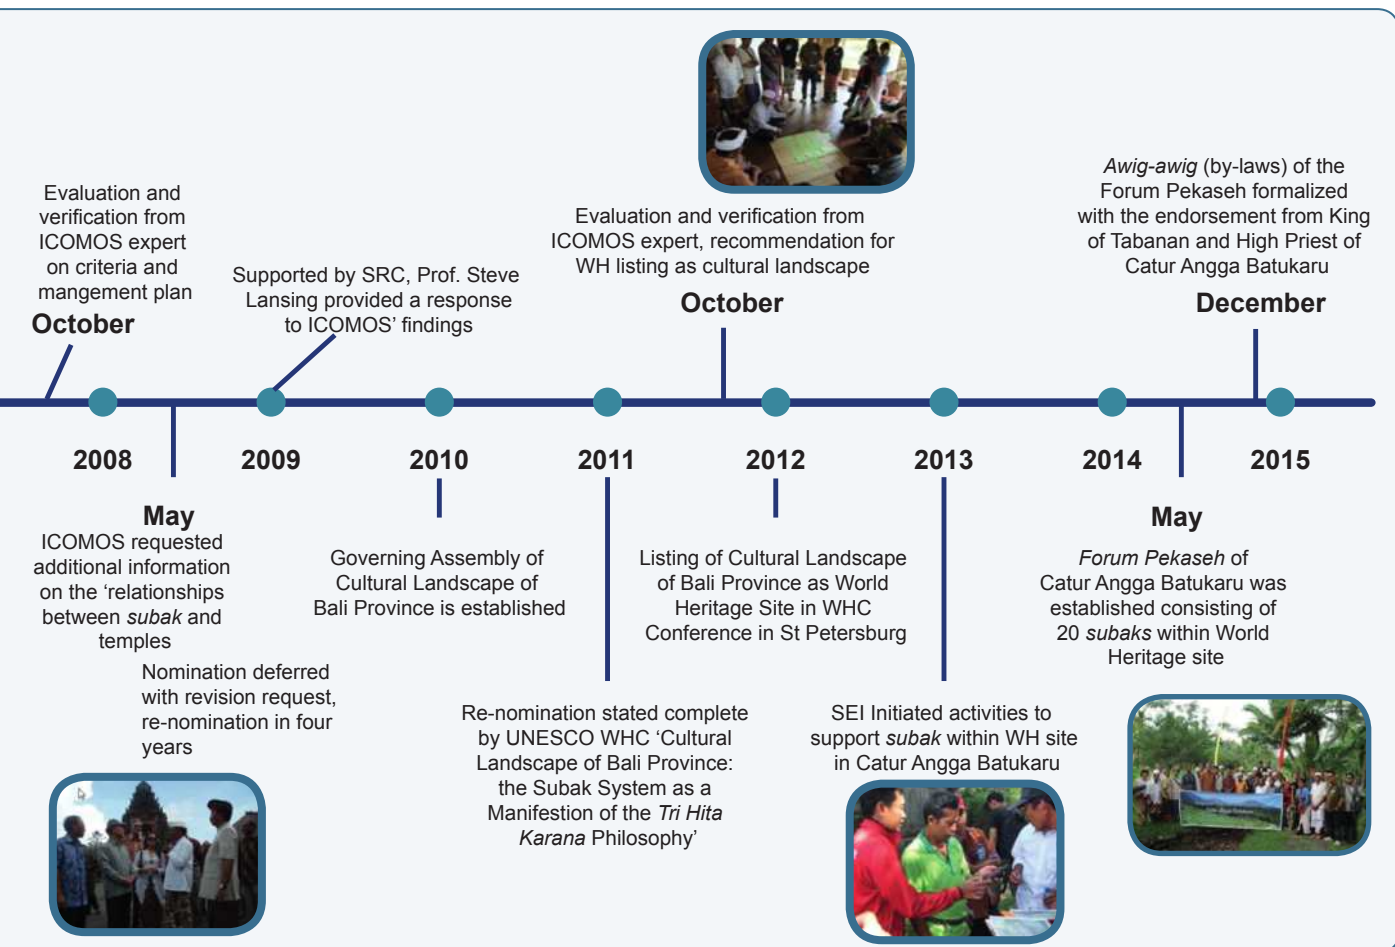 Evaluation and
verification from
ICOMOS expert
on criteria and
mangement plan
October
Supported by SRC, Prof. Steve
Lansing provided a response
to ICOMOS’ findings
Evaluation and verification from
ICOMOS expert, recommendation for
WH listing as cultural landscape
October
Awig-awig (by-laws) of the
Forum Pekaseh formalized
with the endorsement from King
of Tabanan and High Priest of
Catur Angga Batukaru
December
2008
2009
2010
2011
2012
2013
2014
2015
May
ICOMOS requested
additional information
on the ‘relationships
between subak and
temples
Nomination deferred
with revision request,
re-nomination in four
years
Governing Assembly of
Cultural Landscape of
Bali Province is established
Re-nomination stated complete
by UNESCO WHC ‘Cultural
Landscape of Bali Province:
the Subak System as a
Manifestion of the Tri Hita
Karana Philosophy’
Listing of Cultural Landscape
of Bali Province as World
Heritage Site in WHC
Conference in St Petersburg
SEI Initiated activities to
support subak within WH site
in Catur Angga Batukaru
May
Forum Pekaseh of
Catur Angga Batukaru was
established consisting of
20 subaks within World
Heritage site